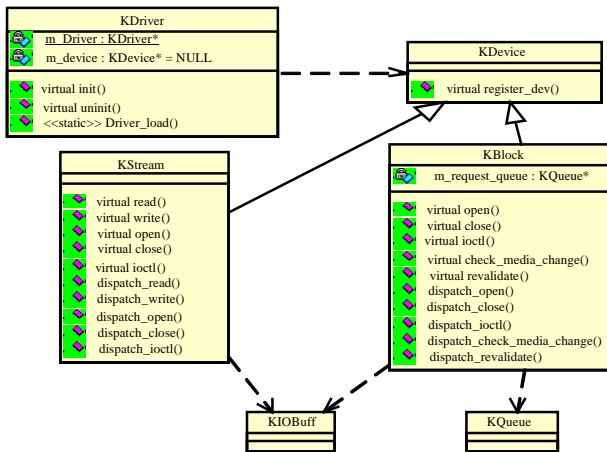 KDriver
m_Driver : KDriver*
m_device : KDevice* = NULL
virtual init()
virtual uninit()
<<static>> Driver_load()
KDevice
virtual register_dev()
KStream
virtual read()
virtual write()
virtual open()
virtual close()
virtual ioctl()
dispatch_read()
dispatch_write()
dispatch_open()
dispatch_close()
dispatch_ioctl()
KBlock
m_request_queue : KQueue*
virtual open()
virtual close()
virtual ioctl()
virtual check_media_change()
virtual revalidate()
dispatch_open()
dispatch_close()
dispatch_ioctl()
dispatch_check_media_change()
dispatch_revalidate()
KIOBuff
KQueue